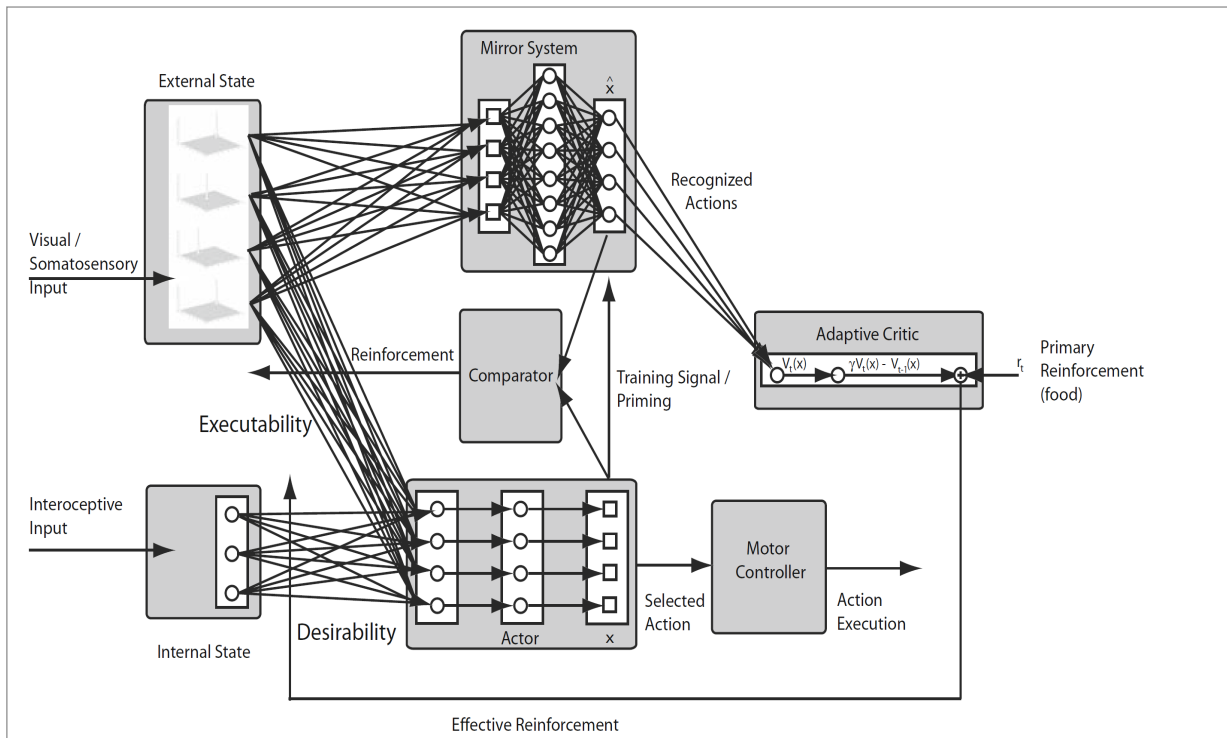 Mirror System
x̂
External State
Recognized
Actions
Visual /
Somatosensory
Input
Adaptive Critic
Vt(x)
γVt(x) - Vt-1(x)
rt
Primary
Reinforcement
(food)
Reinforcement
Comparator
Training Signal /
Priming
Executability
Interoceptive
Input
Motor
Controller
Selected
Action
Action
Execution
Desirability
Actor
x
Internal State
Effective Reinforcement